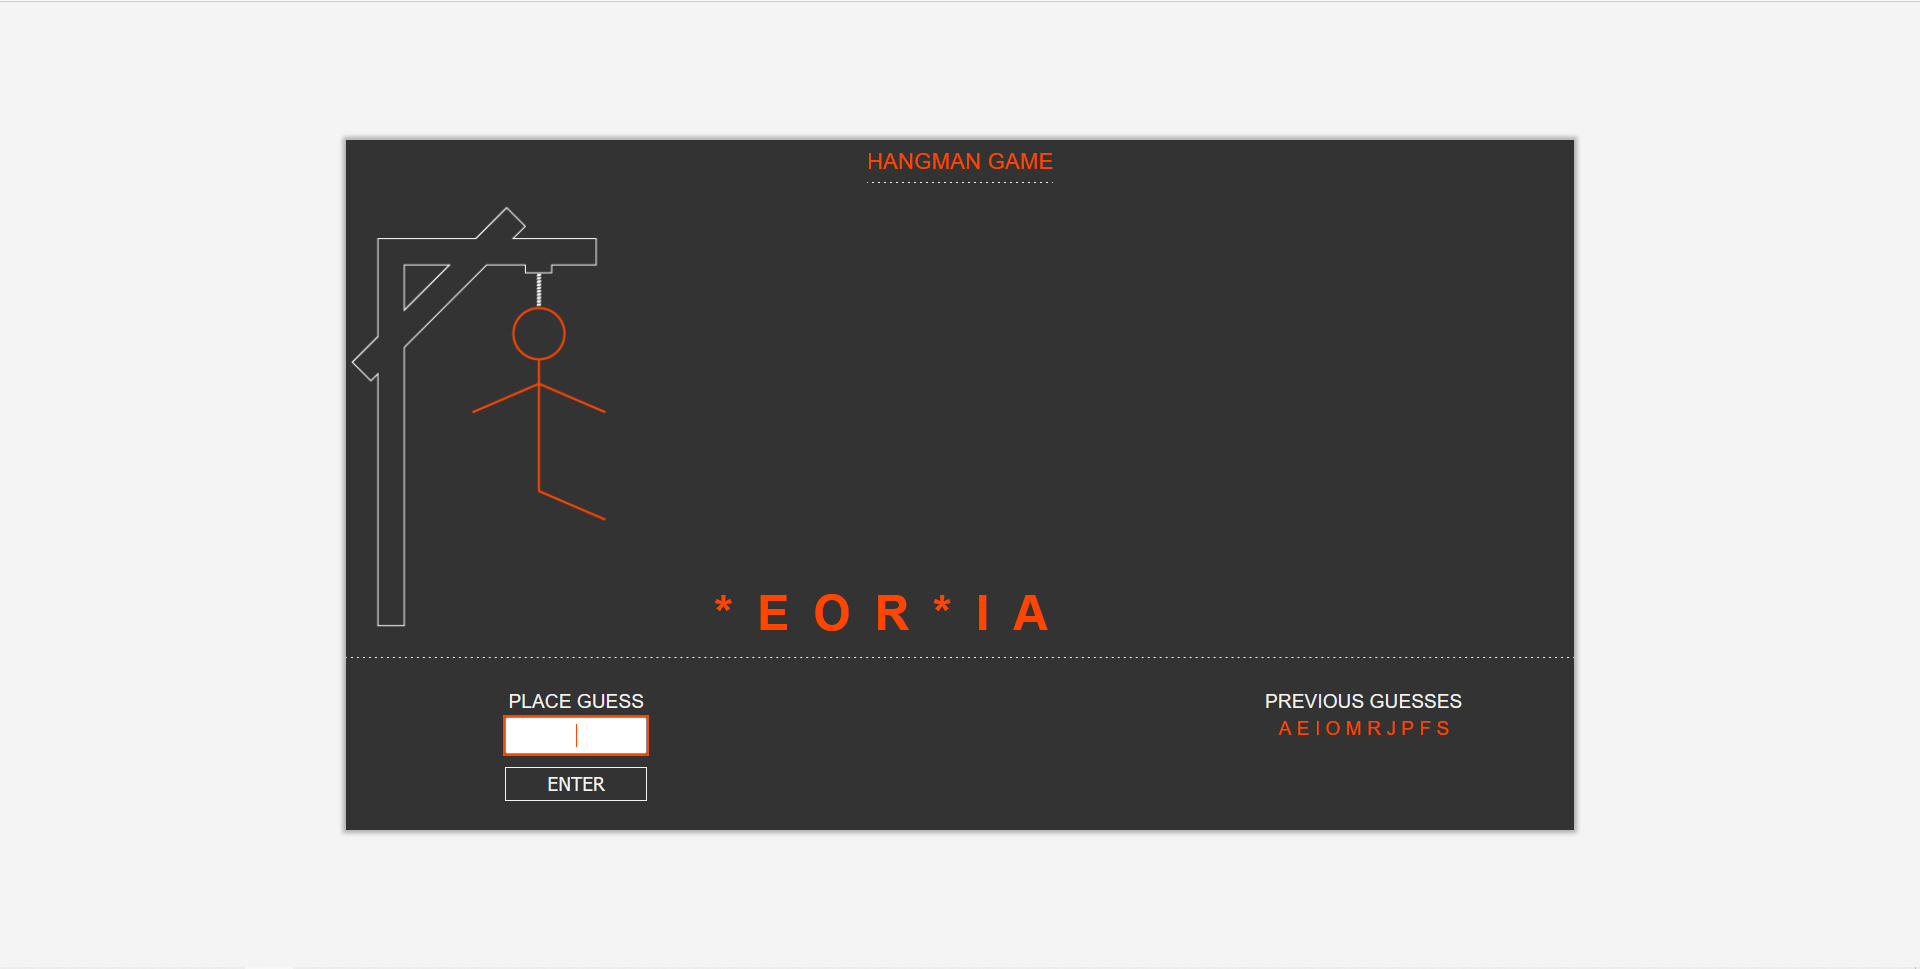 HANGMAN GAME
* E O R * I A
PLACE GUESS
ENTER
PREVIOUS GUESSES
A E I O M R J P F S